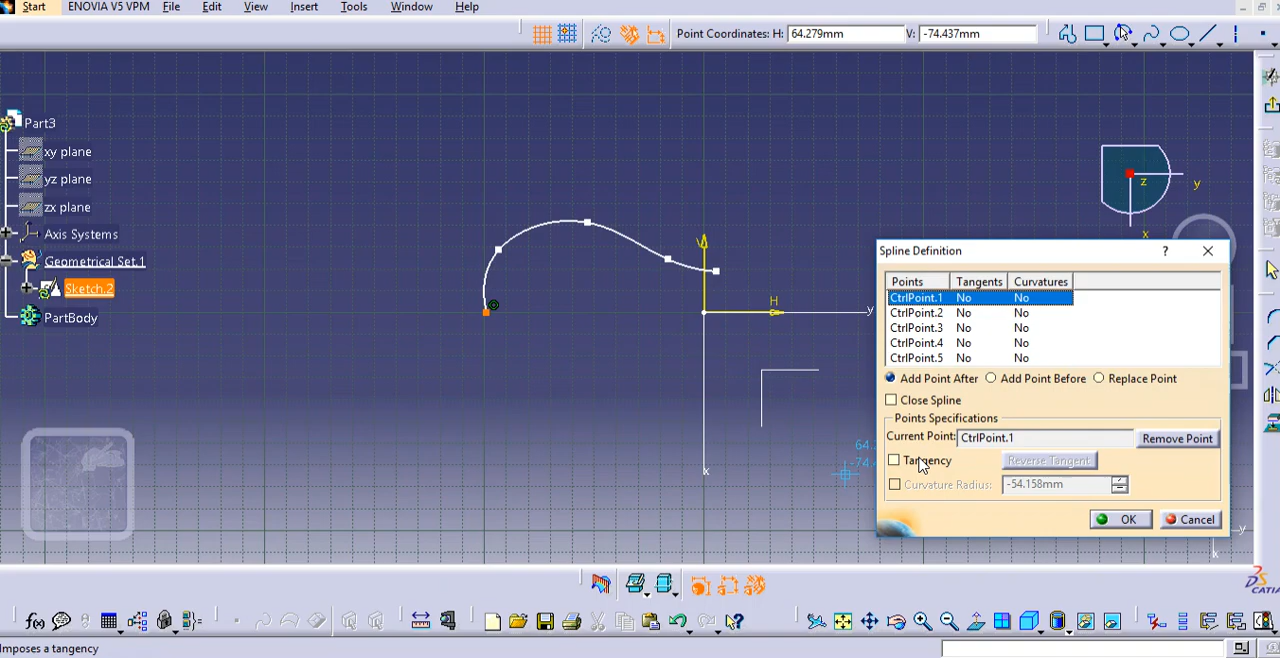 Start ENOVIA V5 VPM File Edit View Insert Tools Window Help
Point Coordinates: H: 64.279mm V: -74.437mm
Part3
xy plane
yz plane
zx plane
Axis Systems
Geometrical Set.1
Sketch.2
PartBody
V
H
y
x
z
y
x
Spline Definition ?
Points Tangents Curvatures
CtrlPoint.1 No No
CtrlPoint.2 No No
CtrlPoint.3 No No
CtrlPoint.4 No No
CtrlPoint.5 No No
Add Point After Add Point Before Replace Point
Close Spline
Points Specifications
Current Point: CtrlPoint.1 Remove Point
Tangency Reverse Tangent
Curvature Radius: -54.158mm
OK Cancel
y
x
CATIA
f(x)
Imposes a tangency